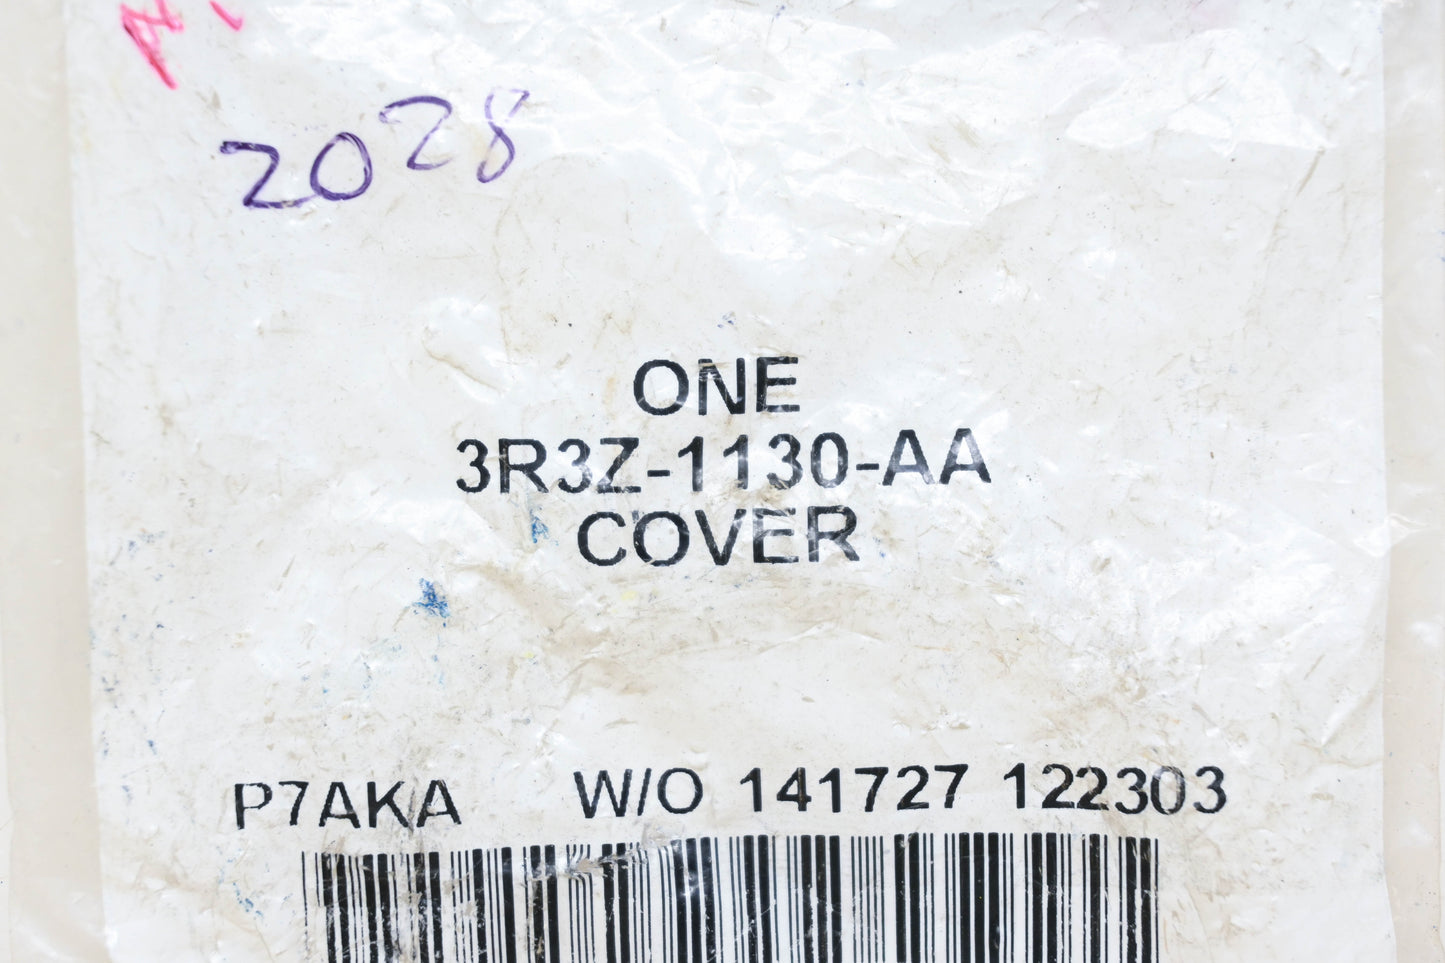 2028
ONE
3R3Z-1130-AA
COVER
P7AKA W/O 141727 122303